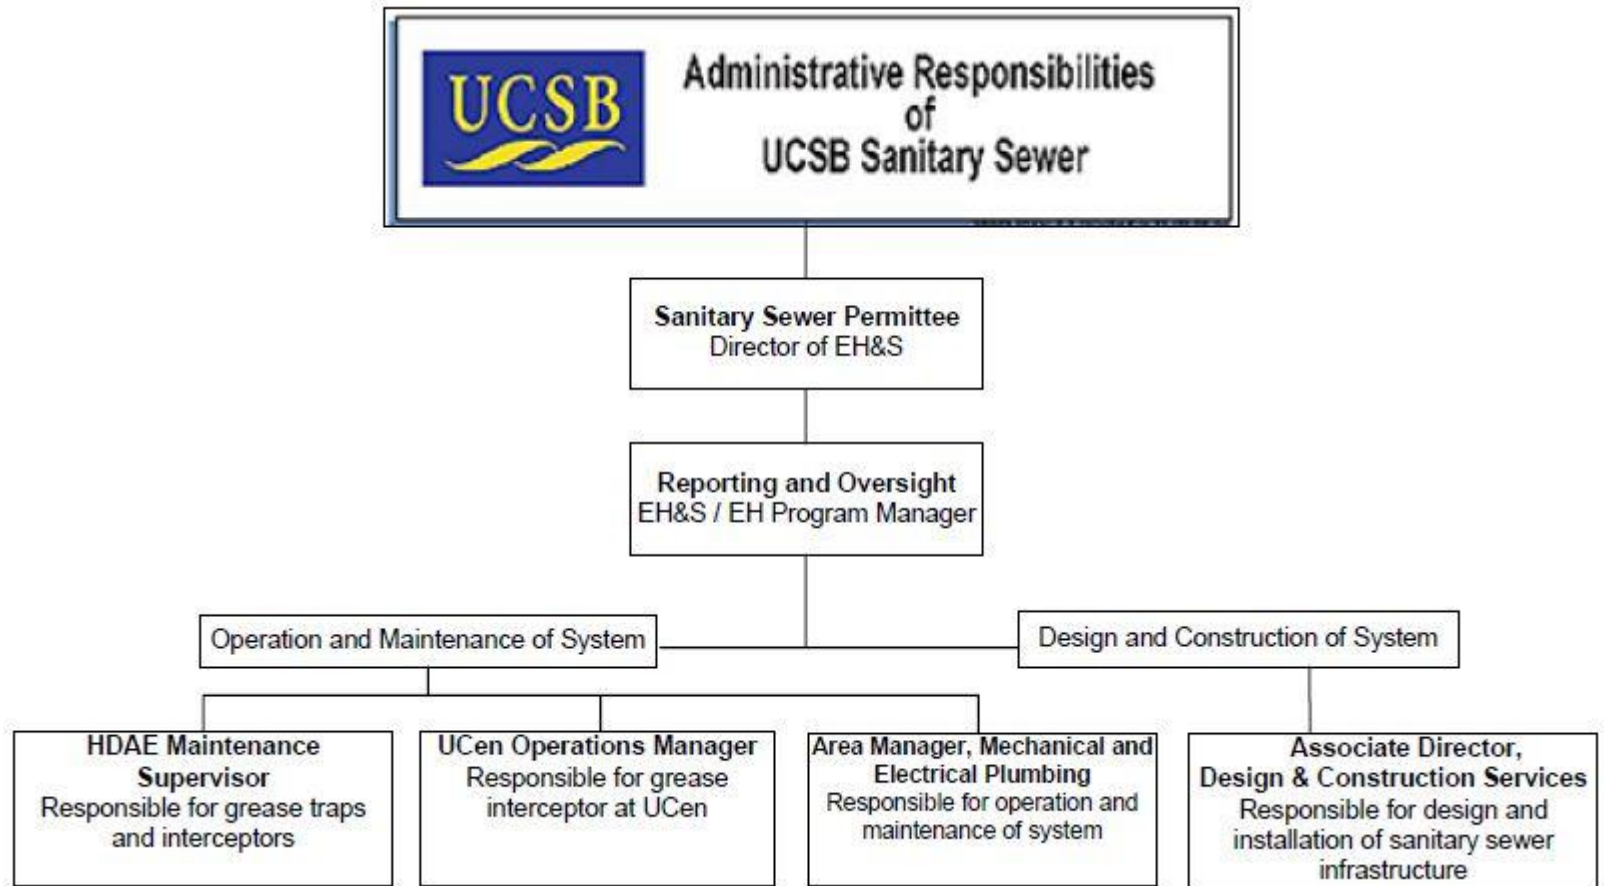 UCSB
Administrative Responsibilities
of
UCSB Sanitary Sewer
Sanitary Sewer Permittee
Director of EH&S
Reporting and Oversight
EH&S / EH Program Manager
Operation and Maintenance of System
Design and Construction of System
HDAE Maintenance
Supervisor
Responsible for grease traps
and interceptors
UCen Operations Manager
Responsible for grease
interceptor at UCen
Area Manager, Mechanical and
Electrical Plumbing
Responsible for operation and
maintenance of system
Associate Director,
Design & Construction Services
Responsible for design and
installation of sanitary sewer
infrastructure